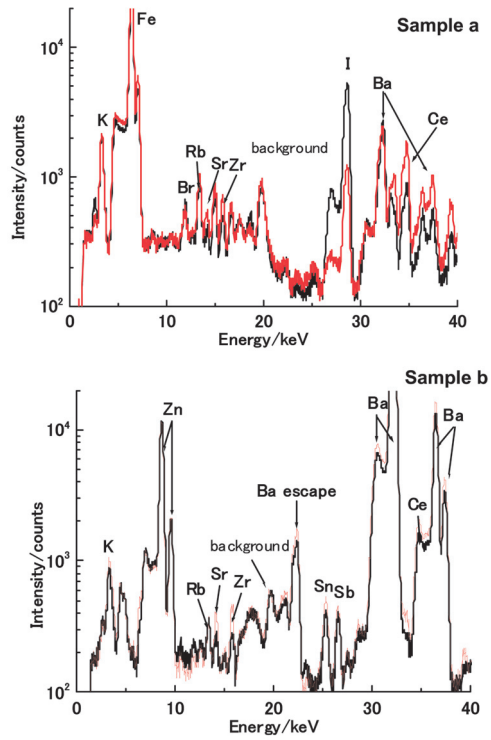 Sample a
Intensity/counts
10⁴
10³
10²
Fe
K
Rb
Br
Sr
Zr
background
I
Ba
Ce
0 10 20 30 40
Energy/keV
Sample b
Intensity/counts
10⁴
10³
10²
Zn
K
Rb
Sr
Zr
background
Ba escape
Sn
Sb
Ba
Ce
Ba
0 10 20 30 40
Energy/keV